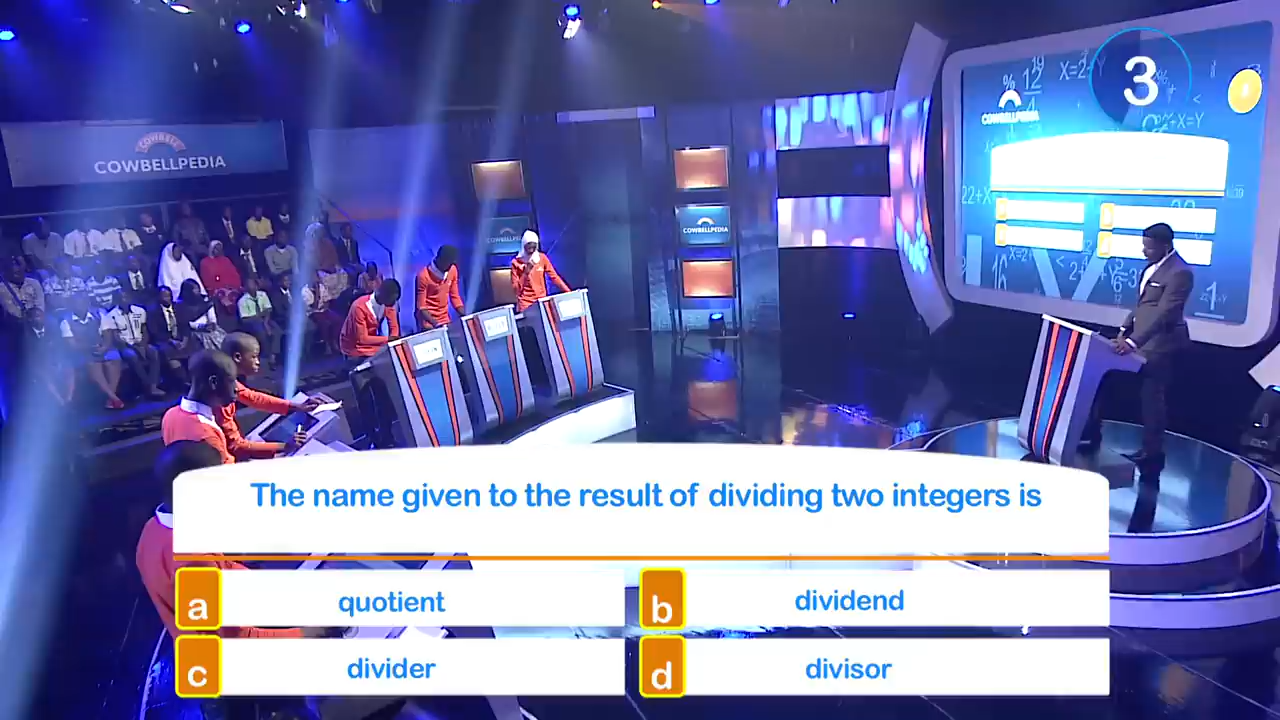 3
COWBELL
COWBELLPEDIA
COWBELLPEDIA
COWBELLPEDIA
The name given to the result of dividing two integers is
a quotient
b dividend
c divider
d divisor